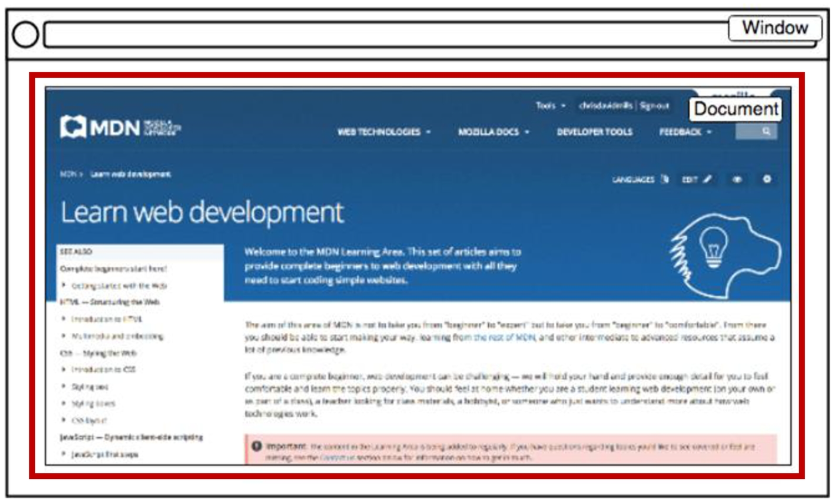 Window
Tools chrisdavidmills Sign out
Document
MDN MOZILLA DEVELOPER NETWORK
WEB TECHNOLOGIES MOZILLA DOCS DEVELOPER TOOLS FEEDBACK
MDN › Learn web development
LANGUAGES EDIT
Learn web development
SEE ALSO
Complete beginners start here!
Getting started with the Web
HTML — Structuring the Web
Introduction to HTML
Multimedia and embedding
CSS — Styling the Web
Introduction to CSS
Styling text
Styling boxes
CSS layout
JavaScript — Dynamic client-side scripting
JavaScript first steps
Welcome to the MDN Learning Area. This set of articles aims to
provide complete beginners to web development with all they
need to start coding simple websites.
The aim of this area of MDN is not to take you from "beginner" to "expert" but to take you from "beginner" to "comfortable". From there
you should be able to start making your way, learning from the rest of MDN, and other intermediate to advanced resources that assume a
lot of previous knowledge.
If you are a complete beginner, web development can be challenging — we will hold your hand and provide enough detail for you to feel
comfortable and learn the topics properly. You should feel at home whether you are a student learning web development (on your own or
as part of a class), a teacher looking for class materials, a hobbyist, or someone who just wants to understand more about how web
technologies work.
Important: The content in the Learning Area is being added to regularly. If you have questions regarding topics you'd like to see covered or feel are
missing, see the Contact us section below for information on how to get in touch.